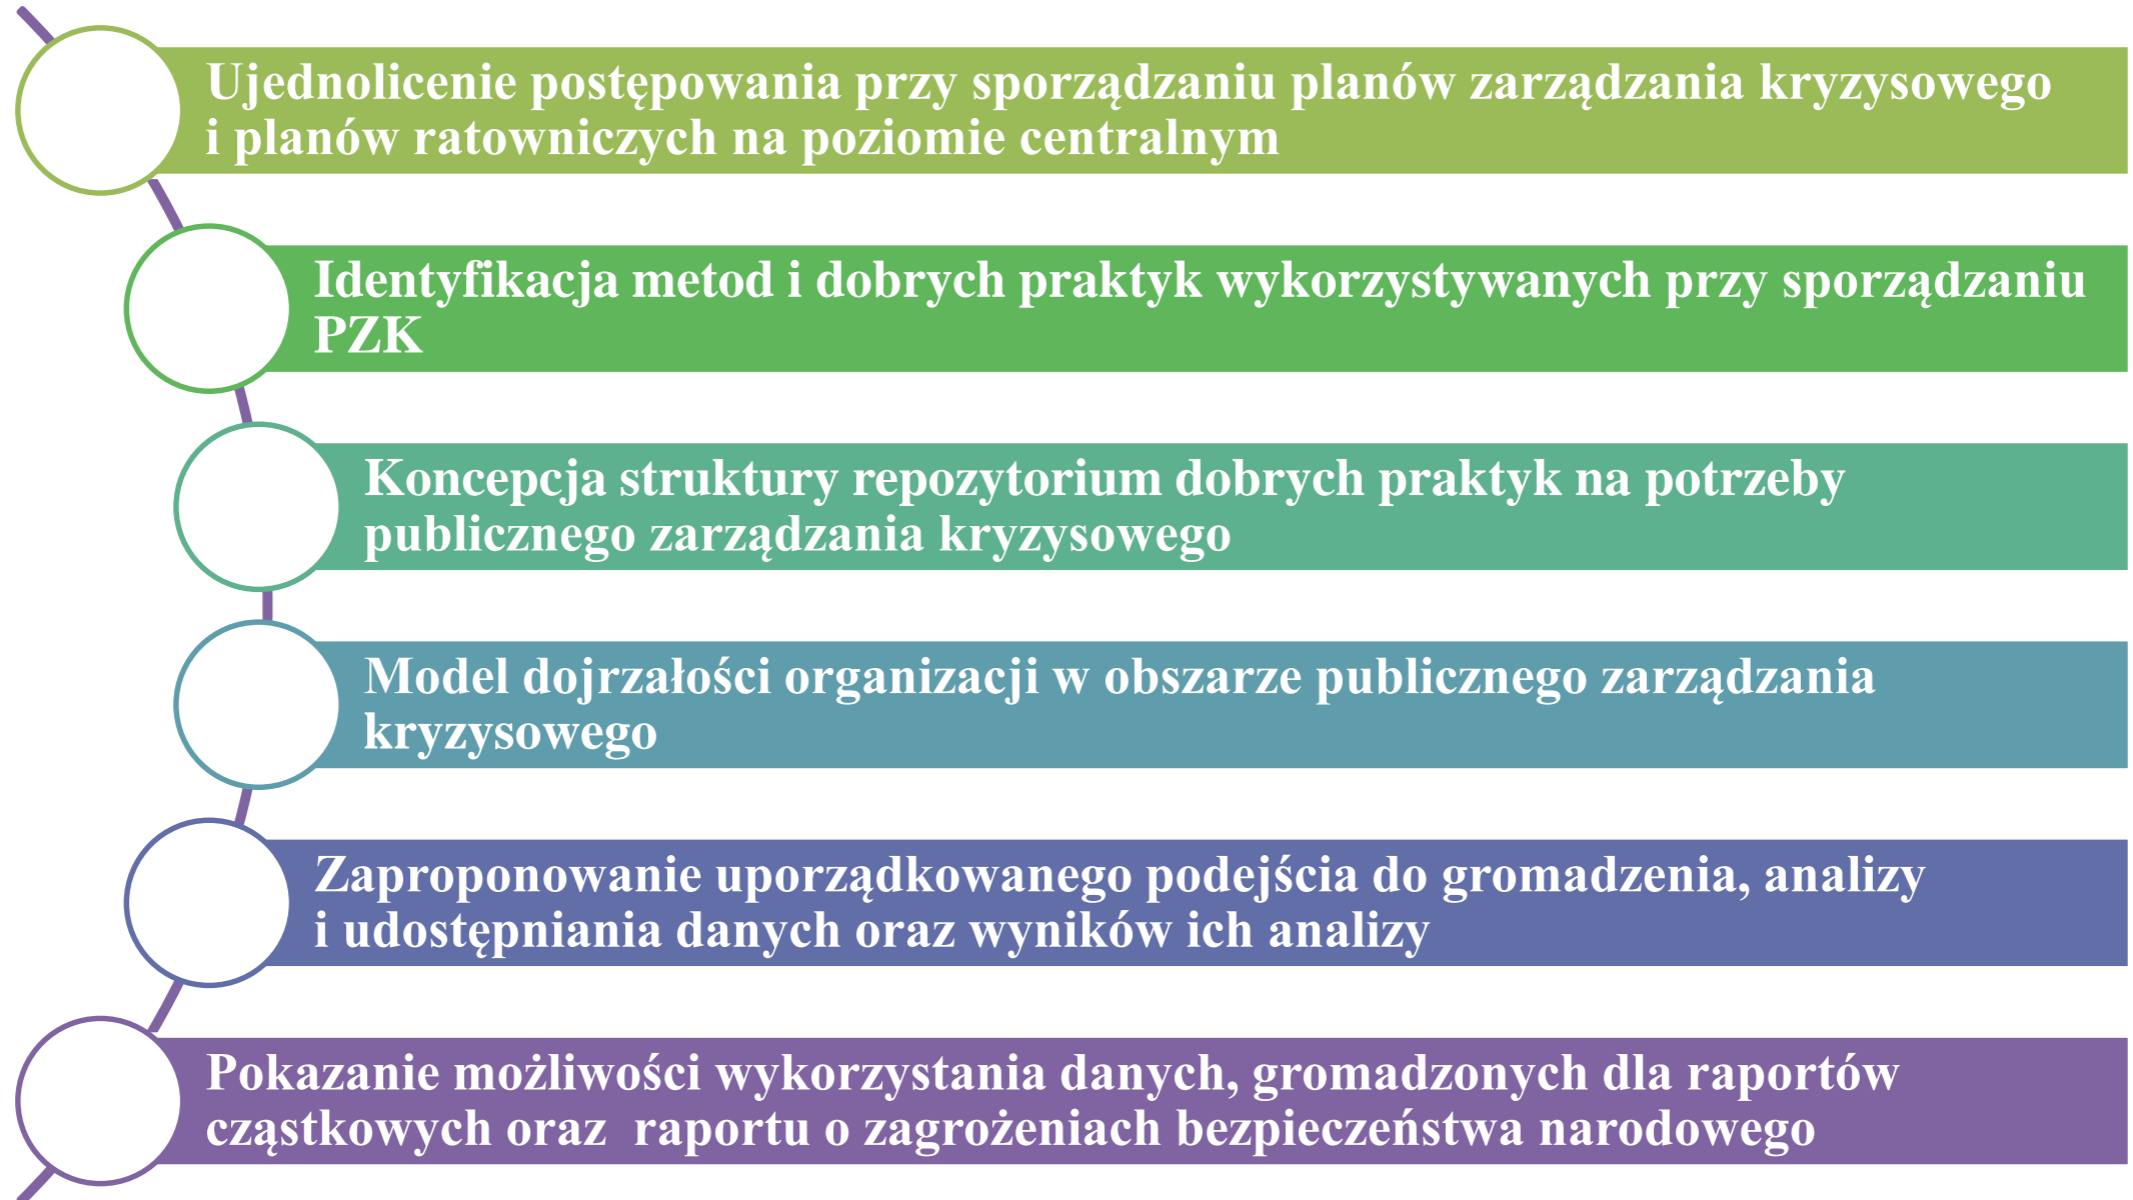 Ujednolicenie postępowania przy sporządzaniu planów zarządzania kryzysowego
i planów ratowniczych na poziomie centralnym
Identyfikacja metod i dobrych praktyk wykorzystywanych przy sporządzaniu
PZK
Koncepcja struktury repozytorium dobrych praktyk na potrzeby
publicznego zarządzania kryzysowego
Model dojrzałości organizacji w obszarze publicznego zarządzania
kryzysowego
Zaproponowanie uporządkowanego podejścia do gromadzenia, analizy
i udostępniania danych oraz wyników ich analizy
Pokazanie możliwości wykorzystania danych, gromadzonych dla raportów
cząstkowych oraz  raportu o zagrożeniach bezpieczeństwa narodowego